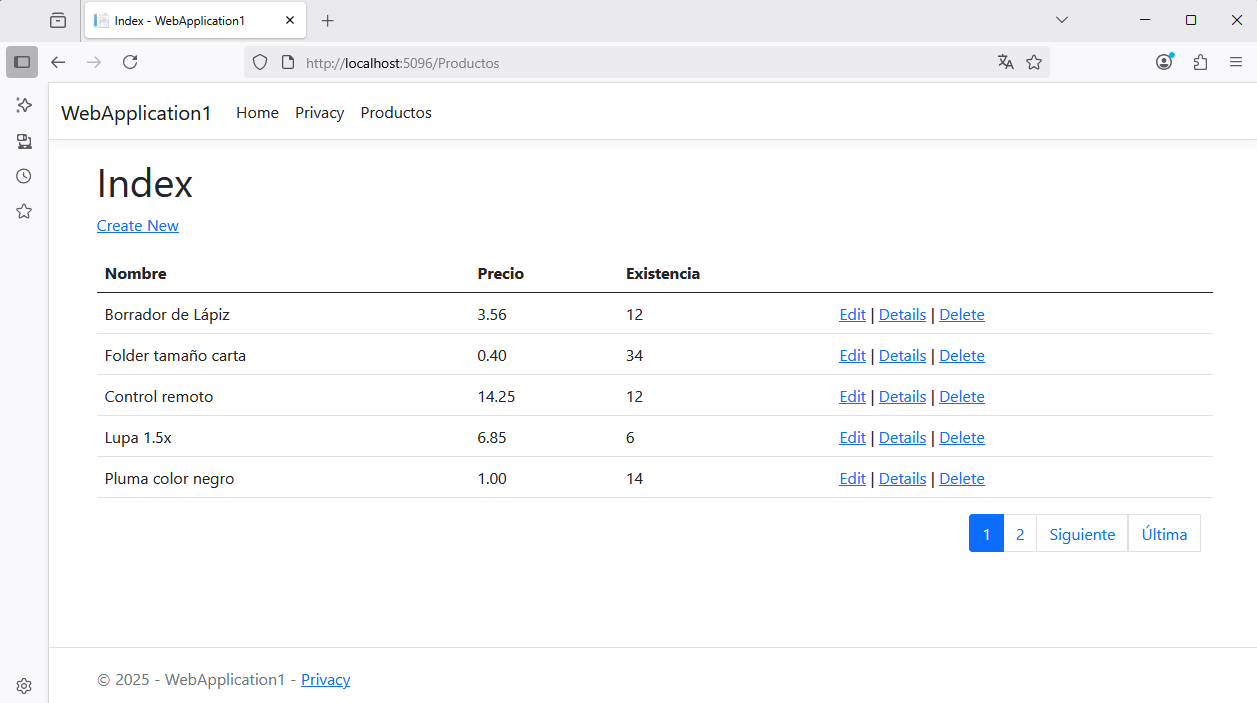 Index - WebApplication1
http://localhost:5096/Productos
WebApplication1 Home Privacy Productos
Index
Create New
Nombre Precio Existencia
Borrador de Lápiz 3.56 12 Edit | Details | Delete
Folder tamaño carta 0.40 34 Edit | Details | Delete
Control remoto 14.25 12 Edit | Details | Delete
Lupa 1.5x 6.85 6 Edit | Details | Delete
Pluma color negro 1.00 14 Edit | Details | Delete
1 2 Siguiente Última
© 2025 - WebApplication1 - Privacy